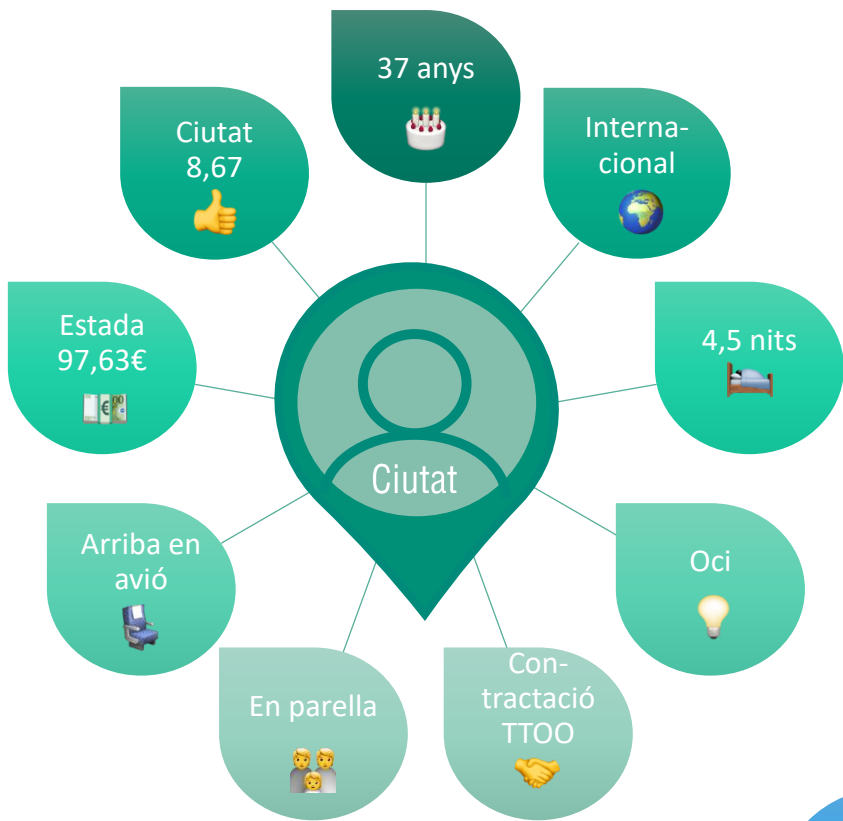 37 anys
Interna-
cional
4,5 nits
Oci
Con-
tractació
TTOO
En parella
Arriba en
avió
Estada
97,63€
Ciutat
8,67
Ciutat